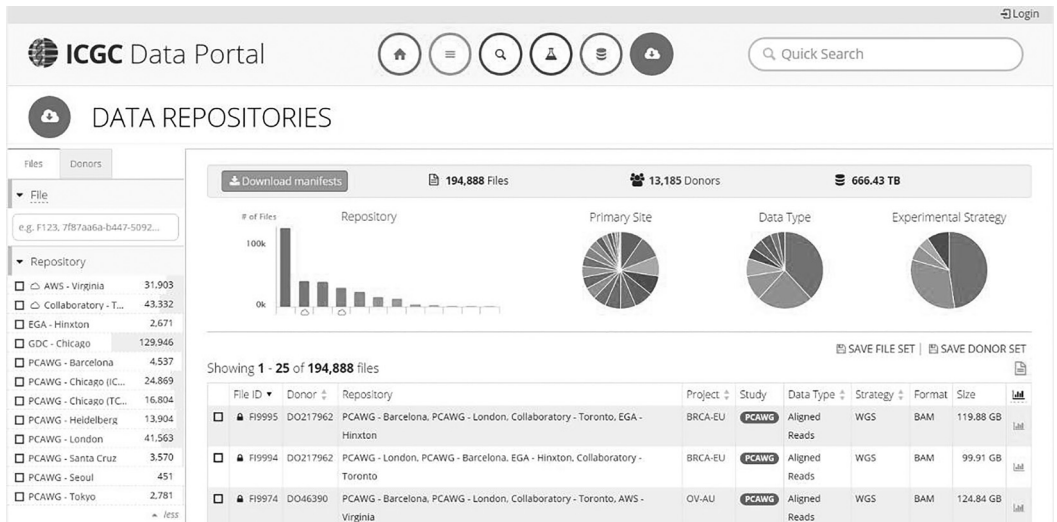 Login
ICGC Data Portal
Quick Search
DATA REPOSITORIES
Files Donors
File
e.g. F123, 7f87aa6a-b447-5092...
Repository
AWS - Virginia 31,903
Collaboratory - T... 43,332
EGA - Hinxton 2,671
GDC - Chicago 129,946
PCAWG - Barcelona 4,537
PCAWG - Chicago (IC... 24,869
PCAWG - Chicago (TC... 16,804
PCAWG - Heidelberg 13,904
PCAWG - London 41,563
PCAWG - Santa Cruz 3,570
PCAWG - Seoul 451
PCAWG - Tokyo 2,781
less
Download manifests 194,888 Files 13,185 Donors 666.43 TB
# of Files Repository Primary Site Data Type Experimental Strategy
100k
0k
SAVE FILE SET | SAVE DONOR SET
Showing 1 - 25 of 194,888 files
File ID Donor Repository Project Study Data Type Strategy Format Size
FI9995 DO217962 PCAWG - Barcelona, PCAWG - London, Collaboratory - Toronto, EGA - BRCA-EU PCAWG Aligned WGS BAM 119.88 GB
Hinxton Reads
FI9994 DO217962 PCAWG - London, PCAWG - Barcelona, EGA - Hinxton, Collaboratory - BRCA-EU PCAWG Aligned WGS BAM 99.91 GB
Toronto Reads
FI9974 DO46390 PCAWG - Barcelona, PCAWG - London, Collaboratory - Toronto, AWS - OV-AU PCAWG Aligned WGS BAM 124.84 GB
Virginia Reads